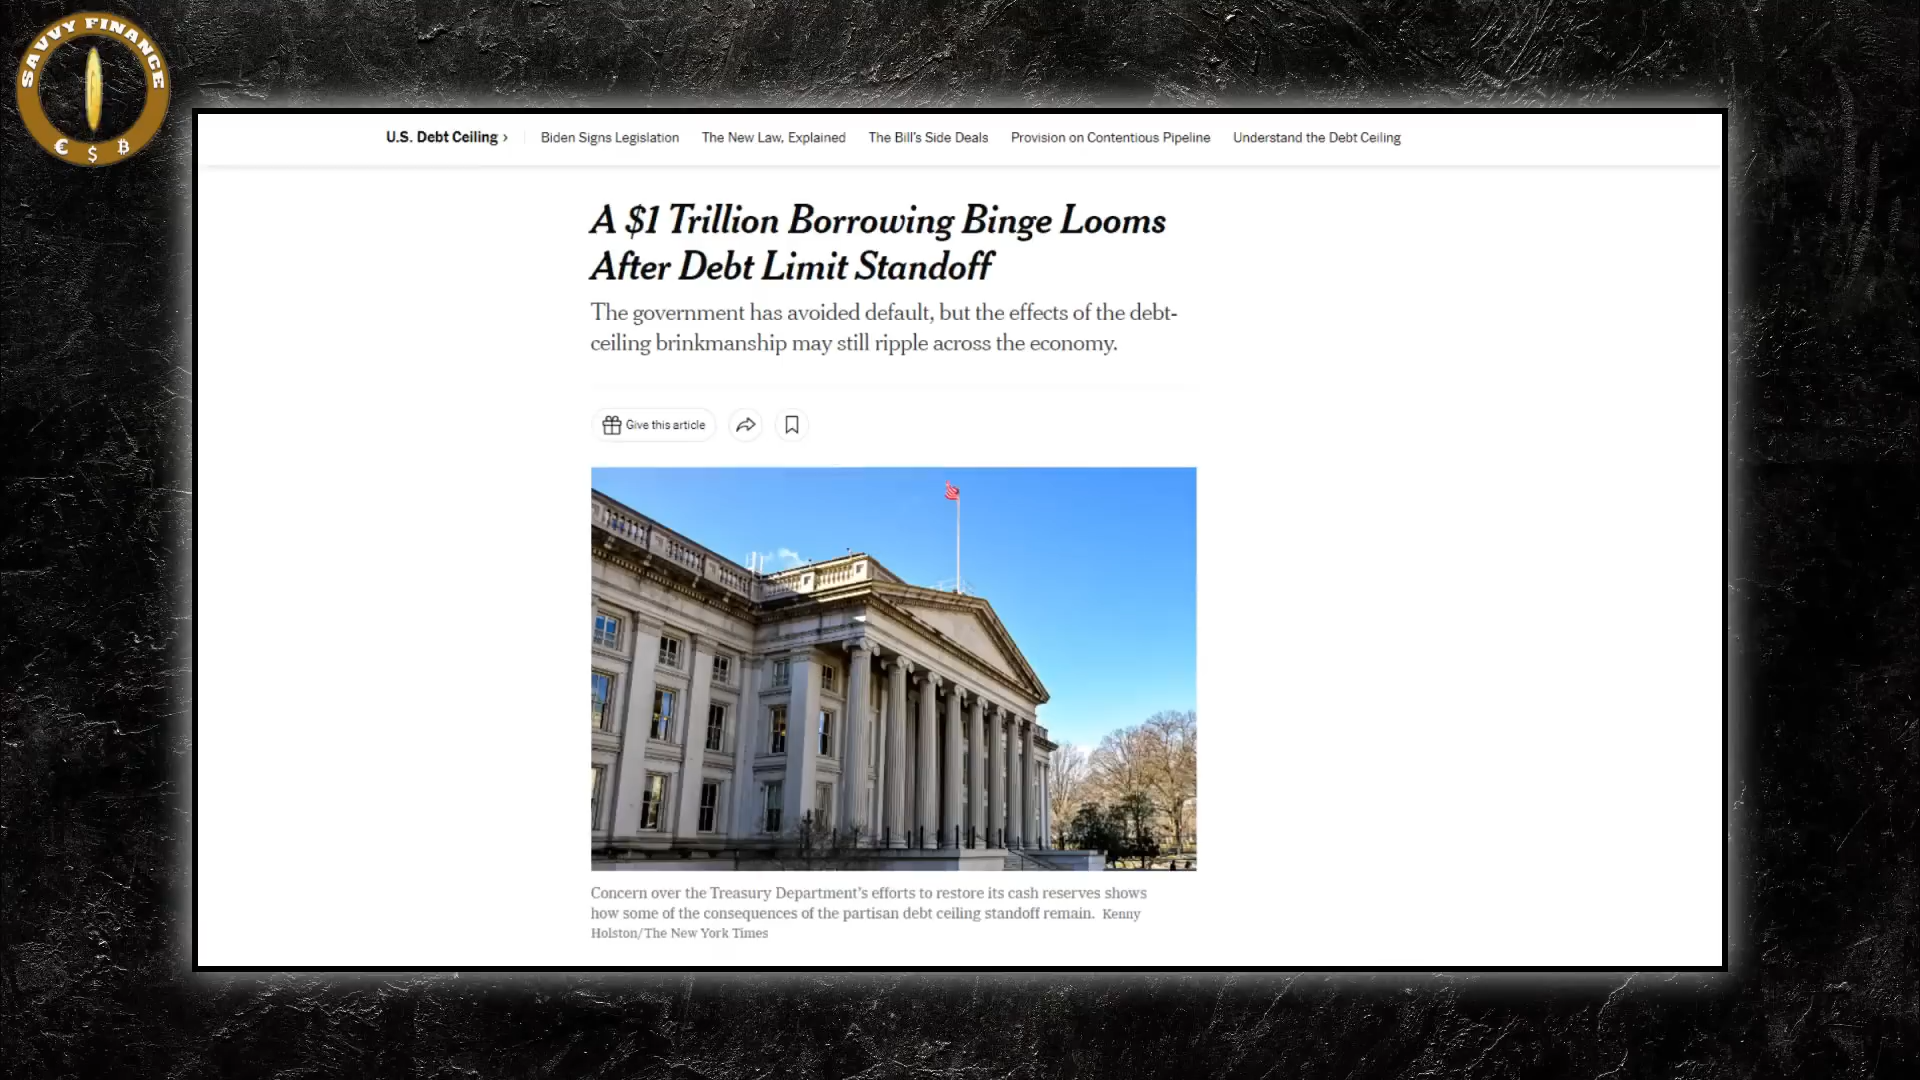 SAVVY FINANCE
€ $ ₿
U.S. Debt Ceiling ›
Biden Signs Legislation
The New Law, Explained
The Bill's Side Deals
Provision on Contentious Pipeline
Understand the Debt Ceiling
A $1 Trillion Borrowing Binge Looms
After Debt Limit Standoff
The government has avoided default, but the effects of the debt-
ceiling brinkmanship may still ripple across the economy.
Give this article
Concern over the Treasury Department's efforts to restore its cash reserves shows
how some of the consequences of the partisan debt ceiling standoff remain. Kenny
Holston/The New York Times